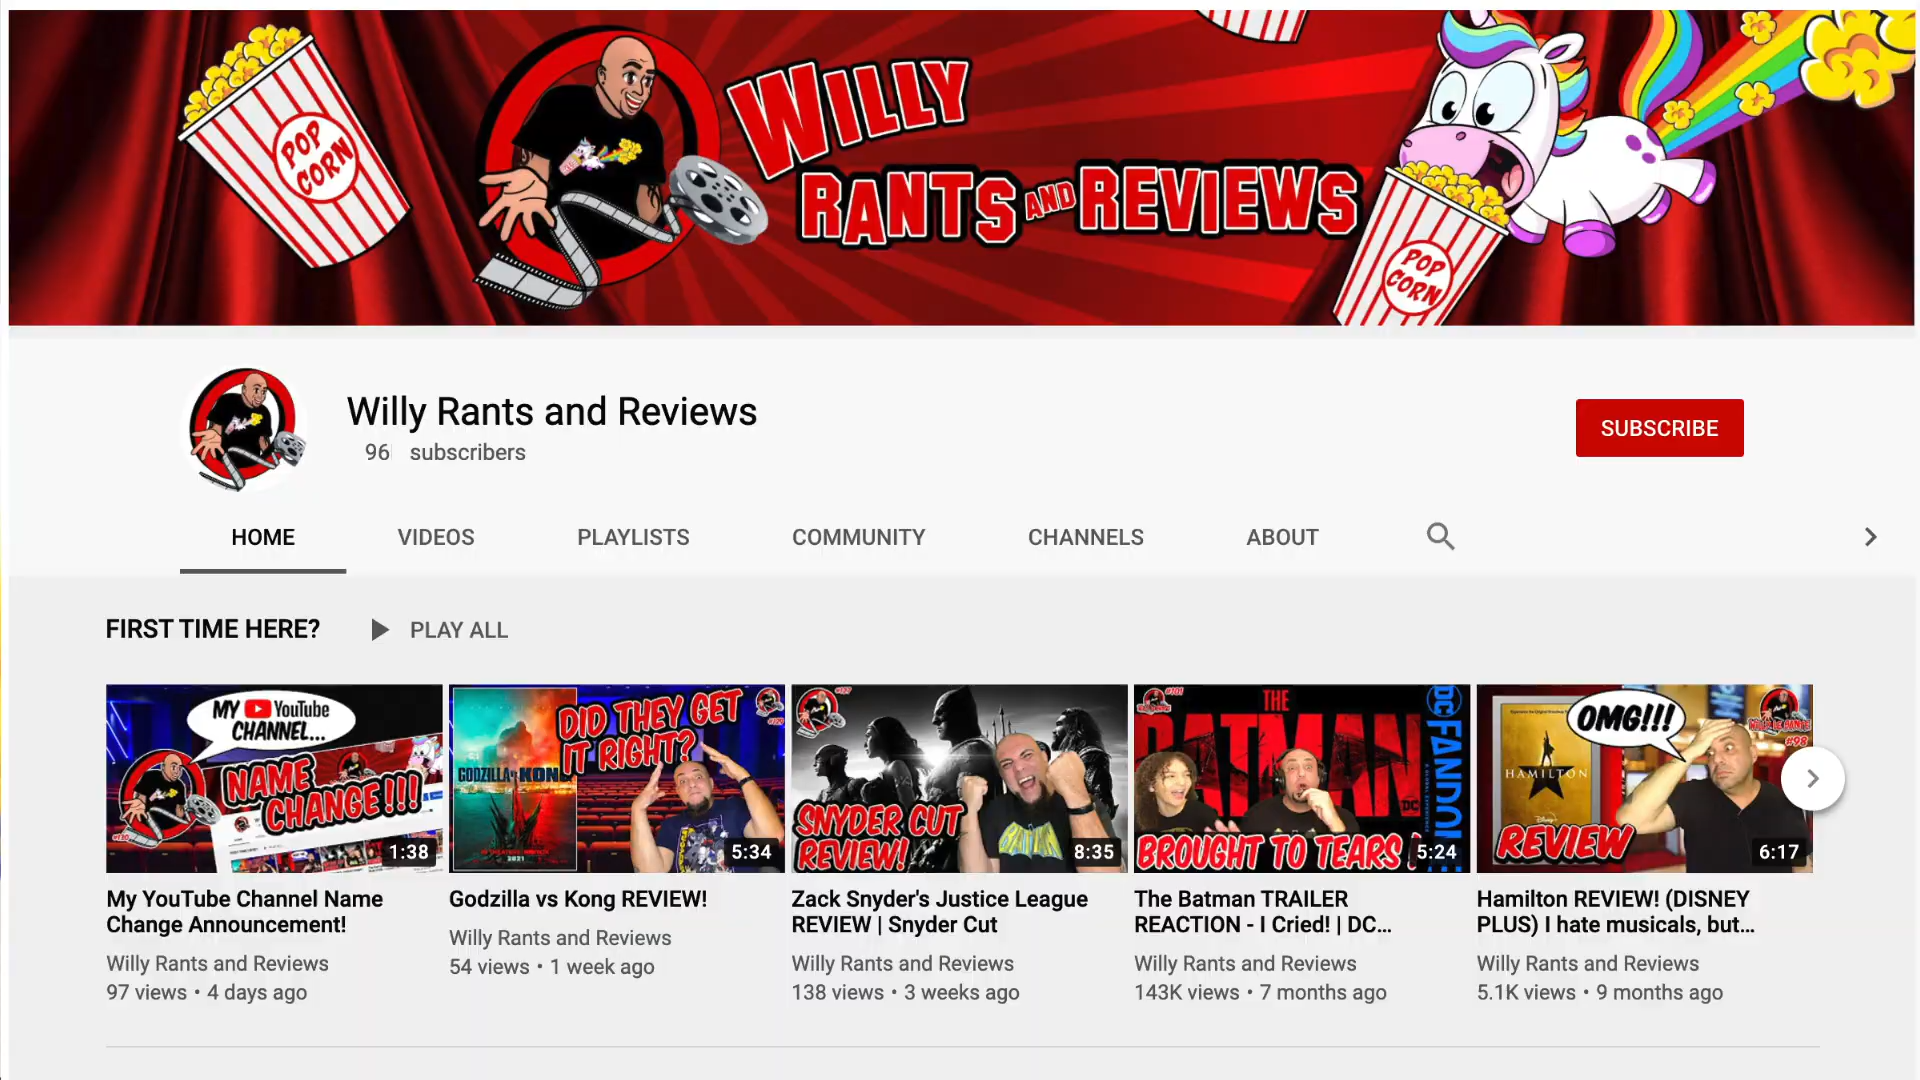 POP
CORN
WILLY
RANTS AND REVIEWS
POP
CORN
Willy Rants and Reviews
96 subscribers
SUBSCRIBE
HOME
VIDEOS
PLAYLISTS
COMMUNITY
CHANNELS
ABOUT
FIRST TIME HERE?
PLAY ALL
MY YouTube
CHANNEL...
NAME
CHANGE!!!
1:38
DID THEY GET
IT RIGHT?
GODZILLA VS KONG
2021
5:34
#127
SNYDER CUT
REVIEW!
8:35
#101
THE
BATMAN
DC FANDOME
DC
BROUGHT TO TEARS!
5:24
OMG!!!
HAMILTON
Disney
#98
REVIEW
6:17
My YouTube Channel Name
Change Announcement!
Willy Rants and Reviews
97 views • 4 days ago
Godzilla vs Kong REVIEW!
Willy Rants and Reviews
54 views • 1 week ago
Zack Snyder's Justice League
REVIEW | Snyder Cut
Willy Rants and Reviews
138 views • 3 weeks ago
The Batman TRAILER
REACTION - I Cried! | DC...
Willy Rants and Reviews
143K views • 7 months ago
Hamilton REVIEW! (DISNEY
PLUS) I hate musicals, but...
Willy Rants and Reviews
5.1K views • 9 months ago